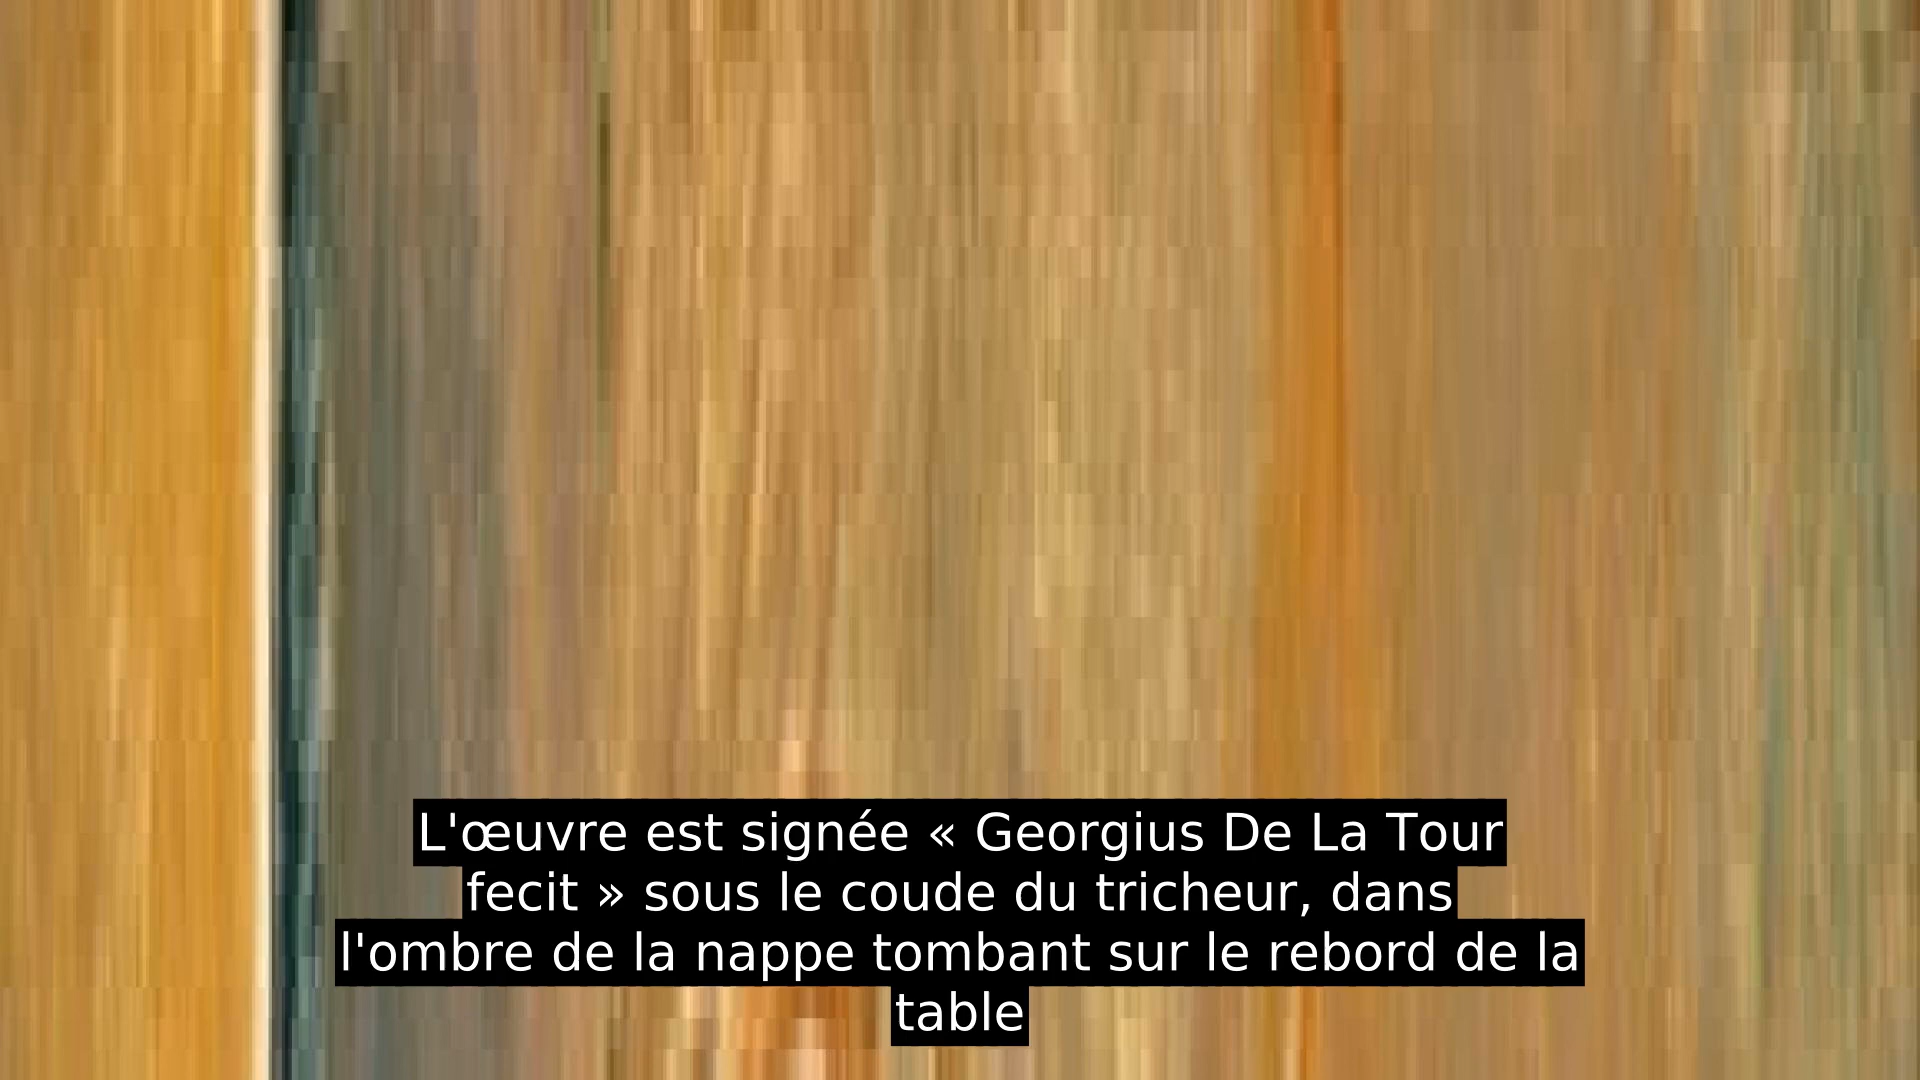 L'œuvre est signée « Georgius De La Tour
fecit » sous le coude du tricheur, dans
l'ombre de la nappe tombant sur le rebord de la
table